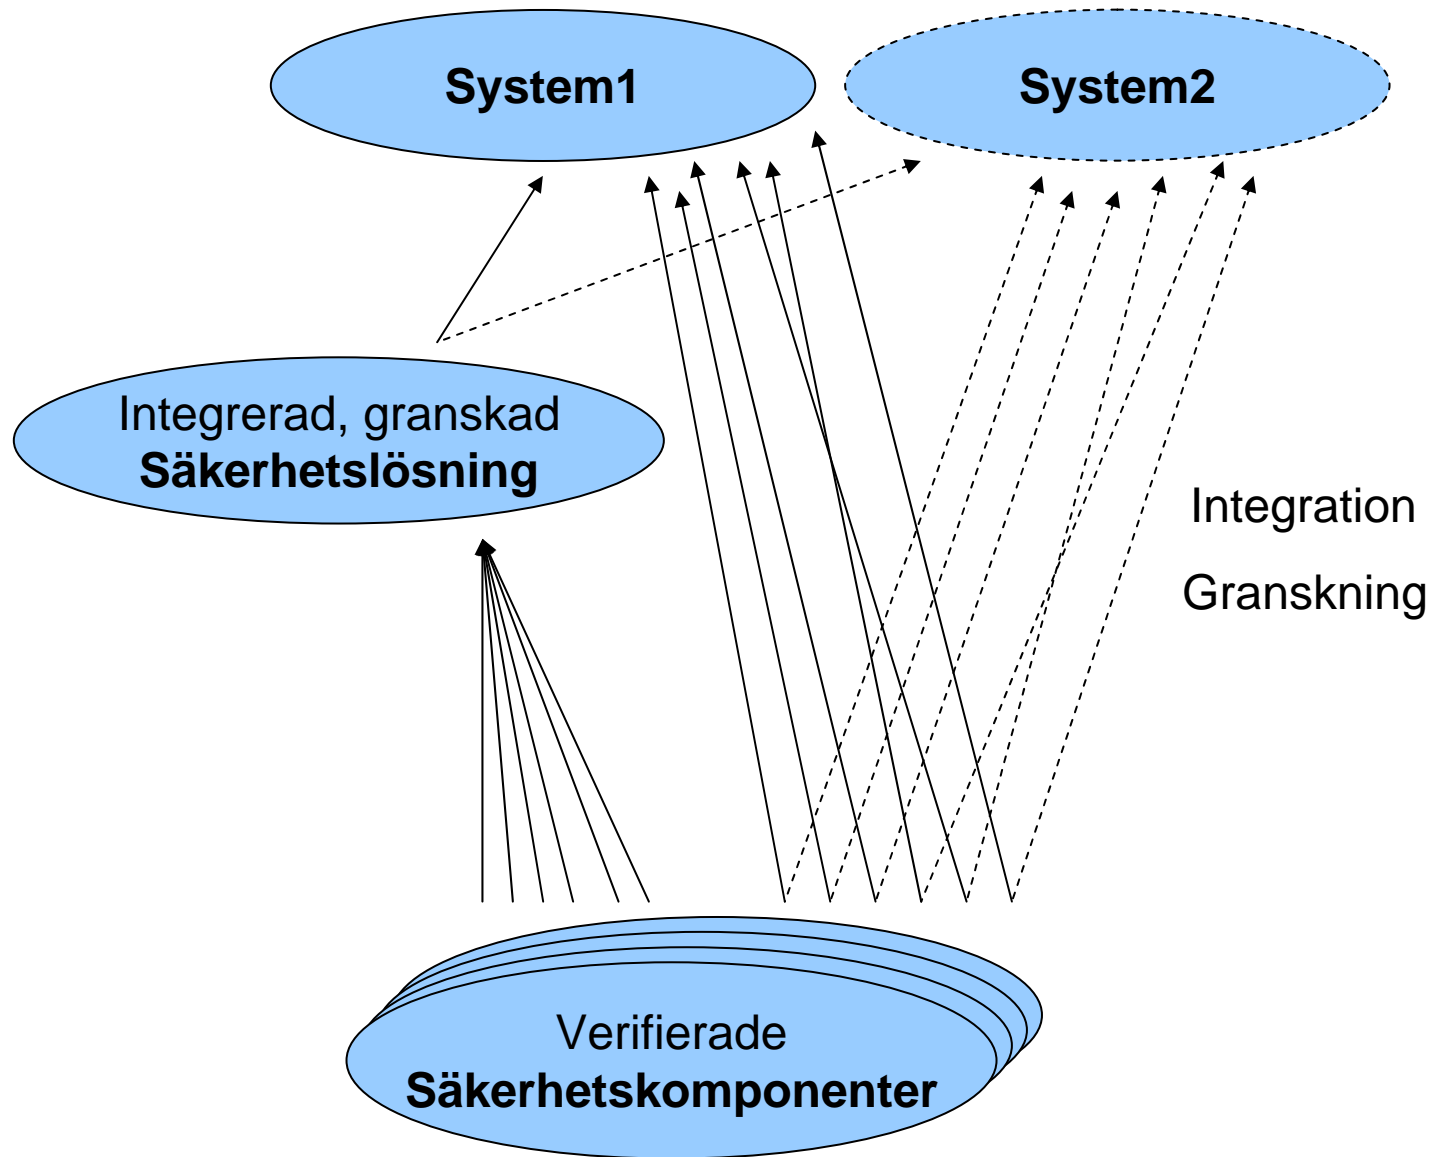 System1
System2
Integrerad, granskad
Säkerhetslösning
Integration
Granskning
Verifierade
Säkerhetskomponenter